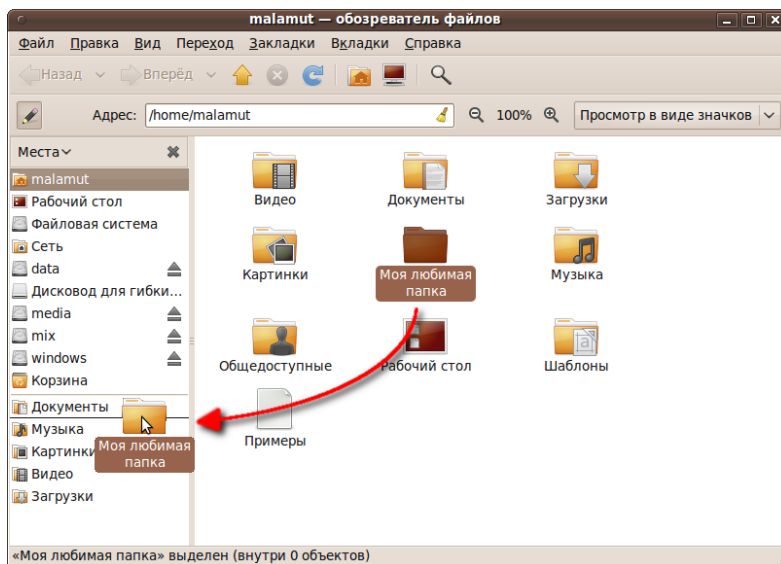 malamut — обозреватель файлов
Файл Правка Вид Переход Закладки Вкладки Справка
Назад Вперёд
Адрес: /home/malamut 100% Просмотр в виде значков
Места
malamut
Рабочий стол
Файловая система
Сеть
data
Дисковод для гибки...
media
mix
windows
Корзина
Документы
Музыка
Картинки
Видео
Загрузки
Моя любимая
папка
Видео Документы Загрузки
Картинки Моя любимая
папка Музыка
Общедоступные Рабочий стол Шаблоны
Примеры
«Моя любимая папка» выделен (внутри 0 объектов)